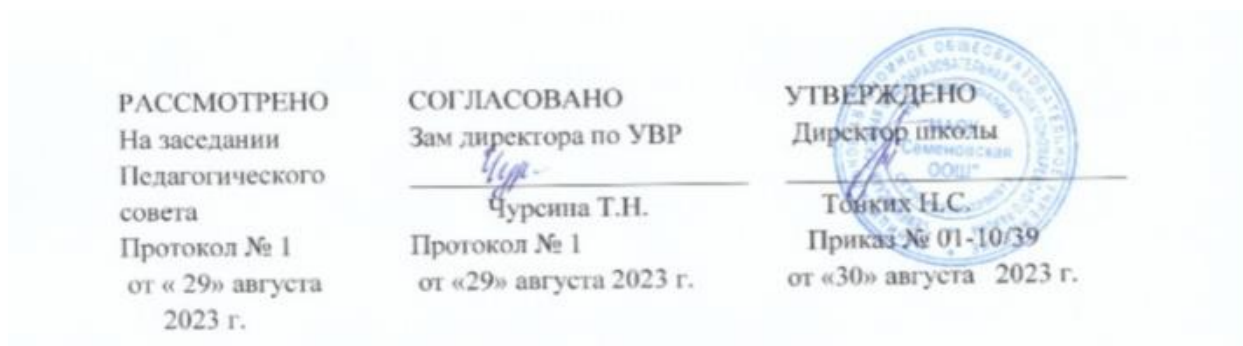 РАССМОТРЕНО
На заседании
Педагогического
совета
Протокол № 1
от « 29» августа
2023 г.
СОГЛАСОВАНО
Зам директора по УВР
Чурсина Т.Н.
Протокол № 1
от «29» августа 2023 г.
УТВЕРЖДЕНО
Директор школы
Тонких Н.С.
Приказ № 01-10/39
от «30» августа 2023 г.
Семеновская
ООШ"